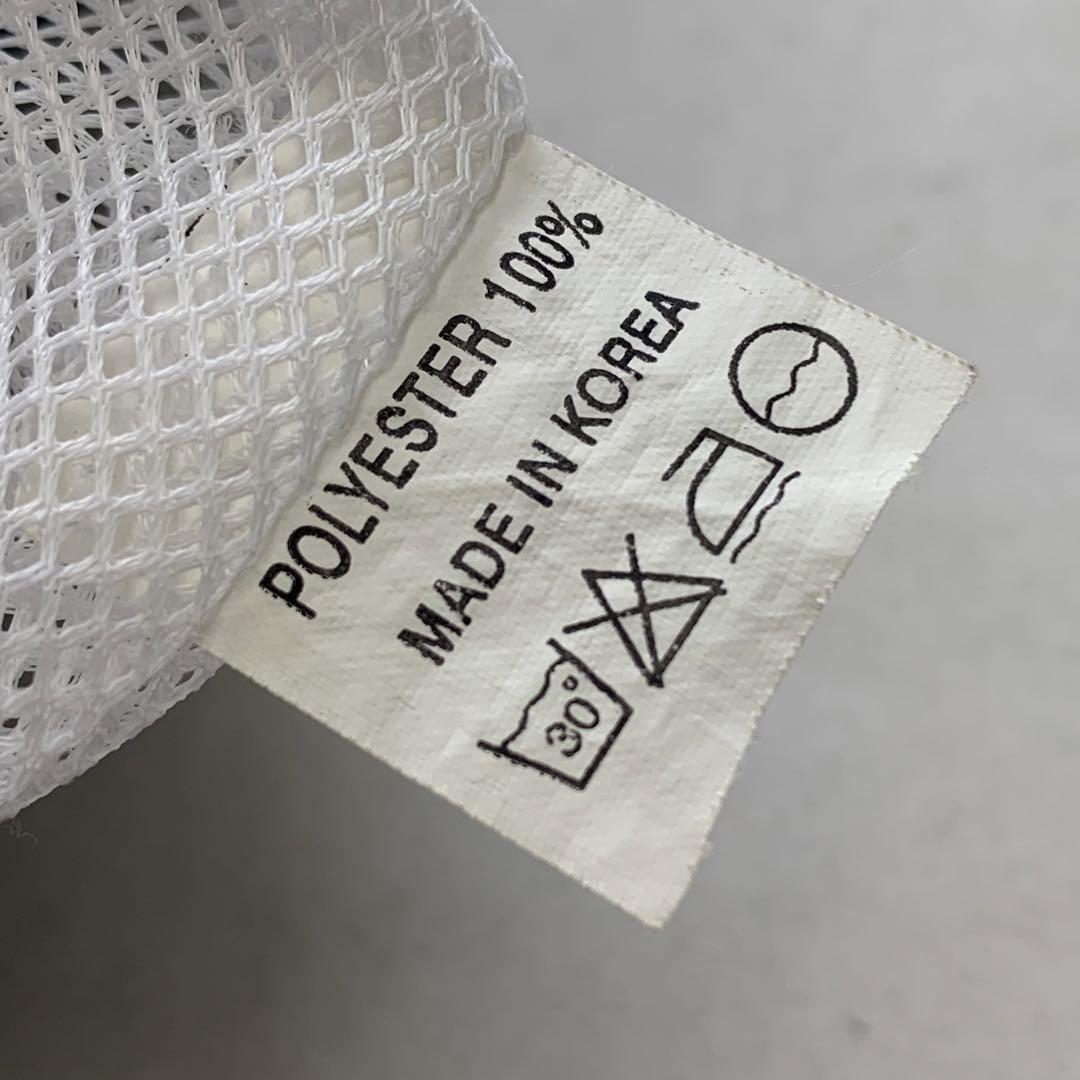 POLYESTER 100%
MADE IN KOREA
30°